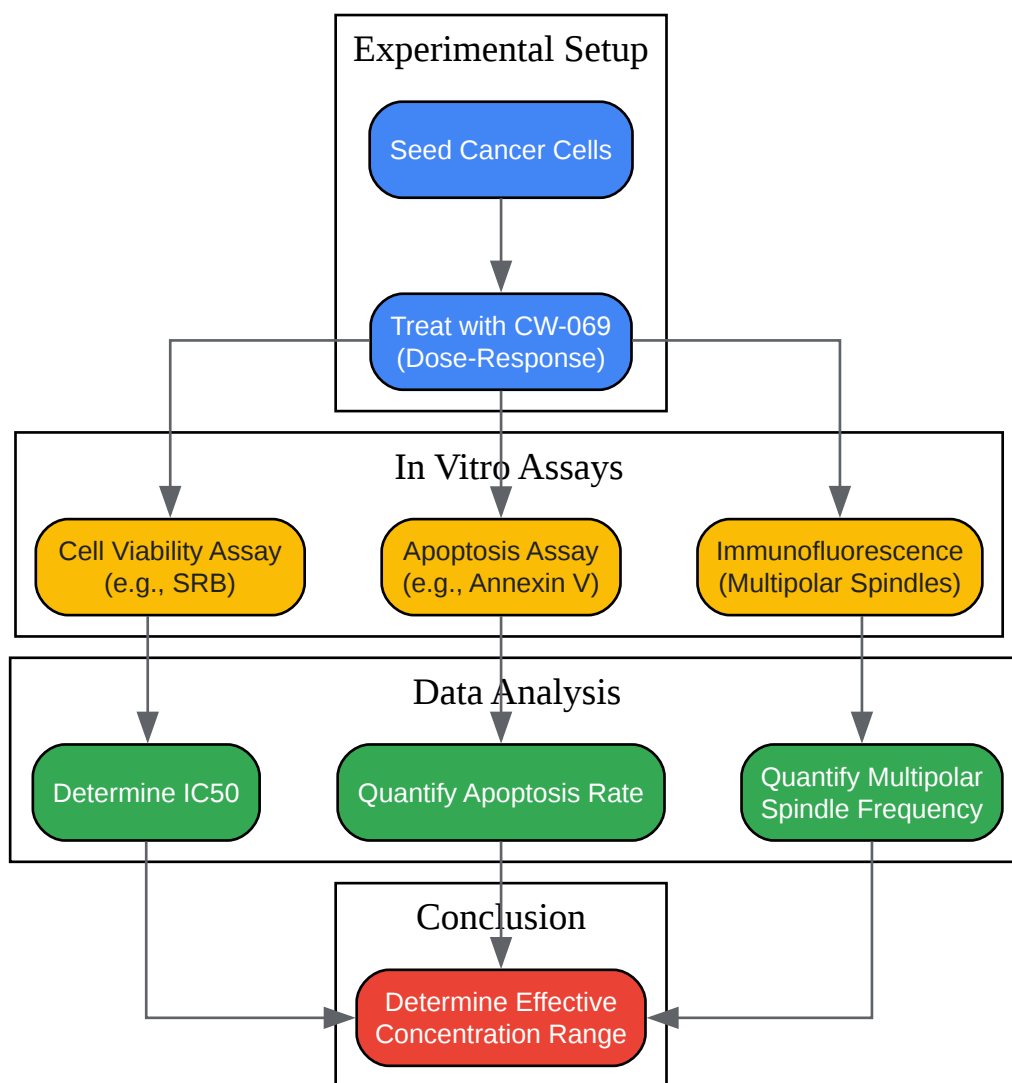 Experimental Setup
Seed Cancer Cells
Treat with CW-069
(Dose-Response)
In Vitro Assays
Cell Viability Assay
(e.g., SRB)
Apoptosis Assay
(e.g., Annexin V)
Immunofluorescence
(Multipolar Spindles)
Data Analysis
Determine IC50
Quantify Apoptosis Rate
Quantify Multipolar
Spindle Frequency
Conclusion
Determine Effective
Concentration Range